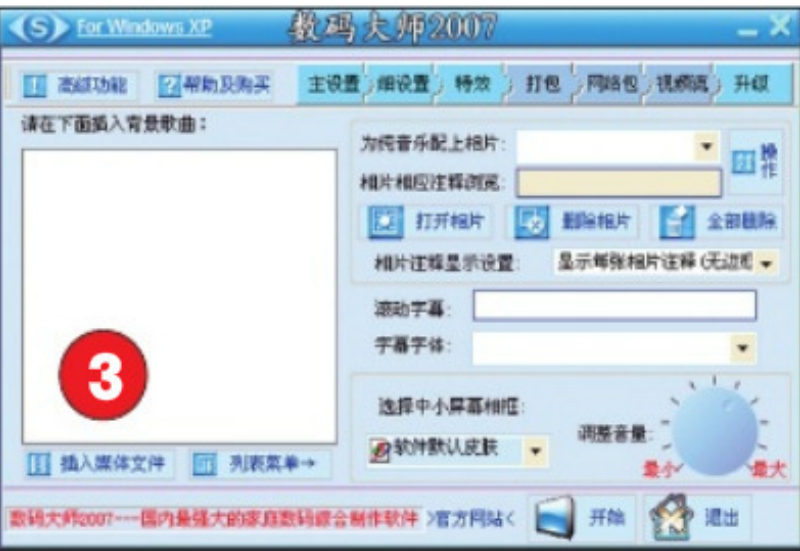 For Windows XP
数码大师2007
高级功能
帮助及购买
主设置
细设置
特效
打包
网络包
视频流
升级
请在下面插入背景歌曲：
为纯音乐配上相片：
操作
相片相应注释浏览：
打开相片
删除相片
全部删除
相片注释显示设置：
显示每张相片注释(无边框
滚动字幕：
字幕字体：
3
选择中小屏幕相框：
软件默认皮肤
调整音量：
最小
最大
插入媒体文件
列表菜单→
数码大师2007---国内最强大的家庭数码综合制作软件
>官方网站<
开始
退出